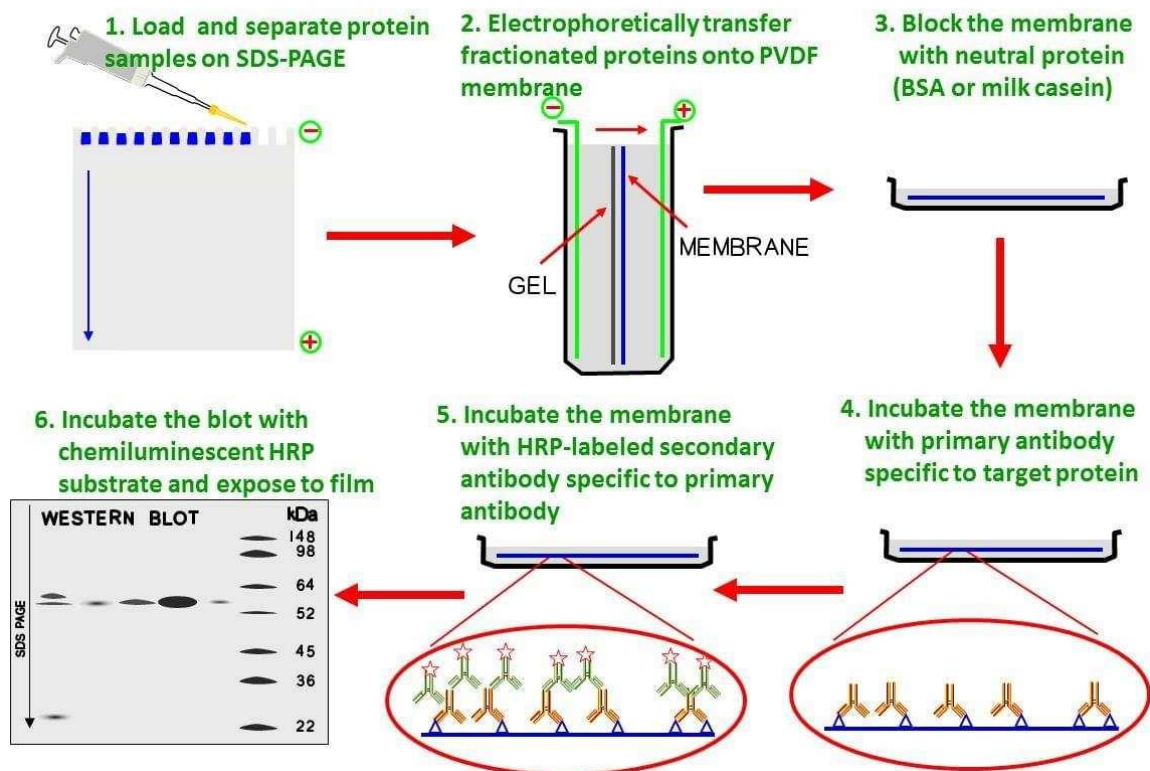 1. Load and separate protein
samples on SDS-PAGE
−
+
2. Electrophoretically transfer
fractionated proteins onto PVDF
membrane
−
+
GEL
MEMBRANE
3. Block the membrane
with neutral protein
(BSA or milk casein)
4. Incubate the membrane
with primary antibody
specific to target protein
5. Incubate the membrane
with HRP-labeled secondary
antibody specific to primary
antibody
6. Incubate the blot with
chemiluminescent HRP
substrate and expose to film
WESTERN BLOT
kDa
148
98
64
52
45
36
22
SDS PAGE